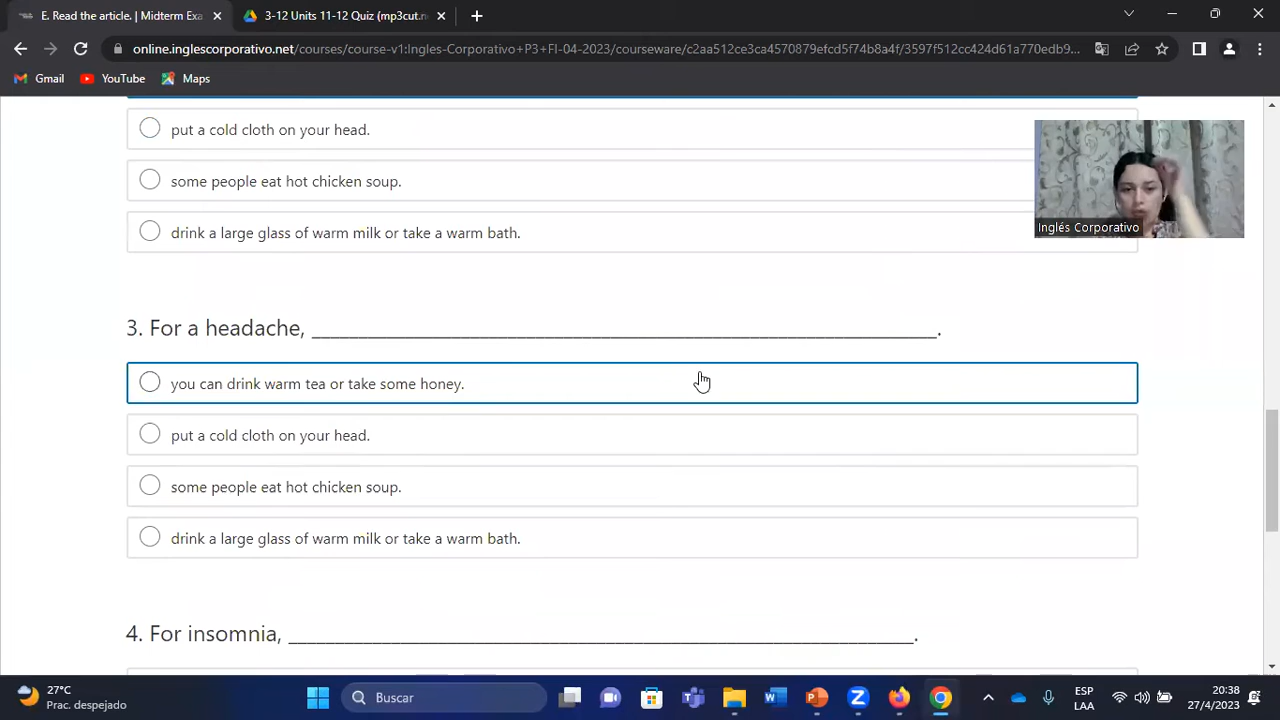 E. Read the article. | Midterm Exa
3-12 Units 11-12 Quiz (mp3cut.n
online.inglescorporativo.net/courses/course-v1:Ingles-Corporativo+P3+FI-04-2023/courseware/c2aa512ce3ca4570879efcd5f74b8a4f/3597f512cc424d61a770edb9...
Gmail
YouTube
Maps
put a cold cloth on your head.
some people eat hot chicken soup.
drink a large glass of warm milk or take a warm bath.
Inglés Corporativo
3. For a headache, ______________________________.
you can drink warm tea or take some honey.
put a cold cloth on your head.
some people eat hot chicken soup.
drink a large glass of warm milk or take a warm bath.
4. For insomnia, ______________________________.
27°C
Prac. despejado
Buscar
ESP
LAA
20:38
27/4/2023